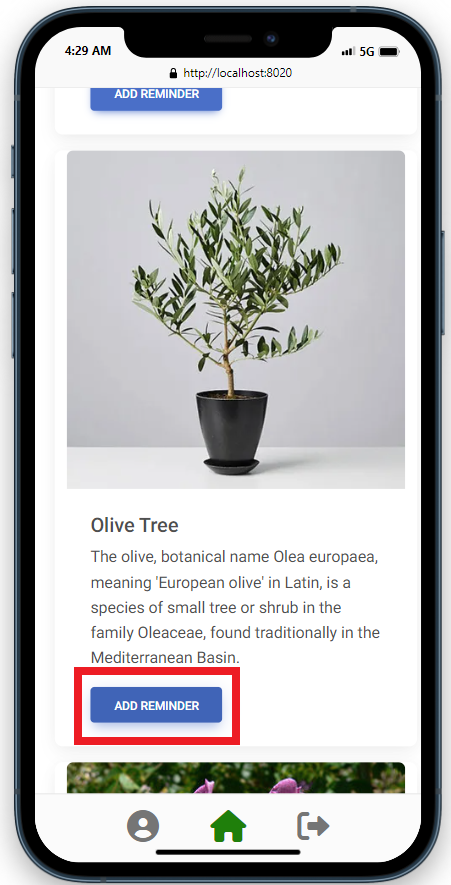 4:29 AM
5G
http://localhost:8020
ADD REMINDER
Olive Tree
The olive, botanical name Olea europaea,
meaning 'European olive' in Latin, is a
species of small tree or shrub in the
family Oleaceae, found traditionally in the
Mediterranean Basin.
ADD REMINDER